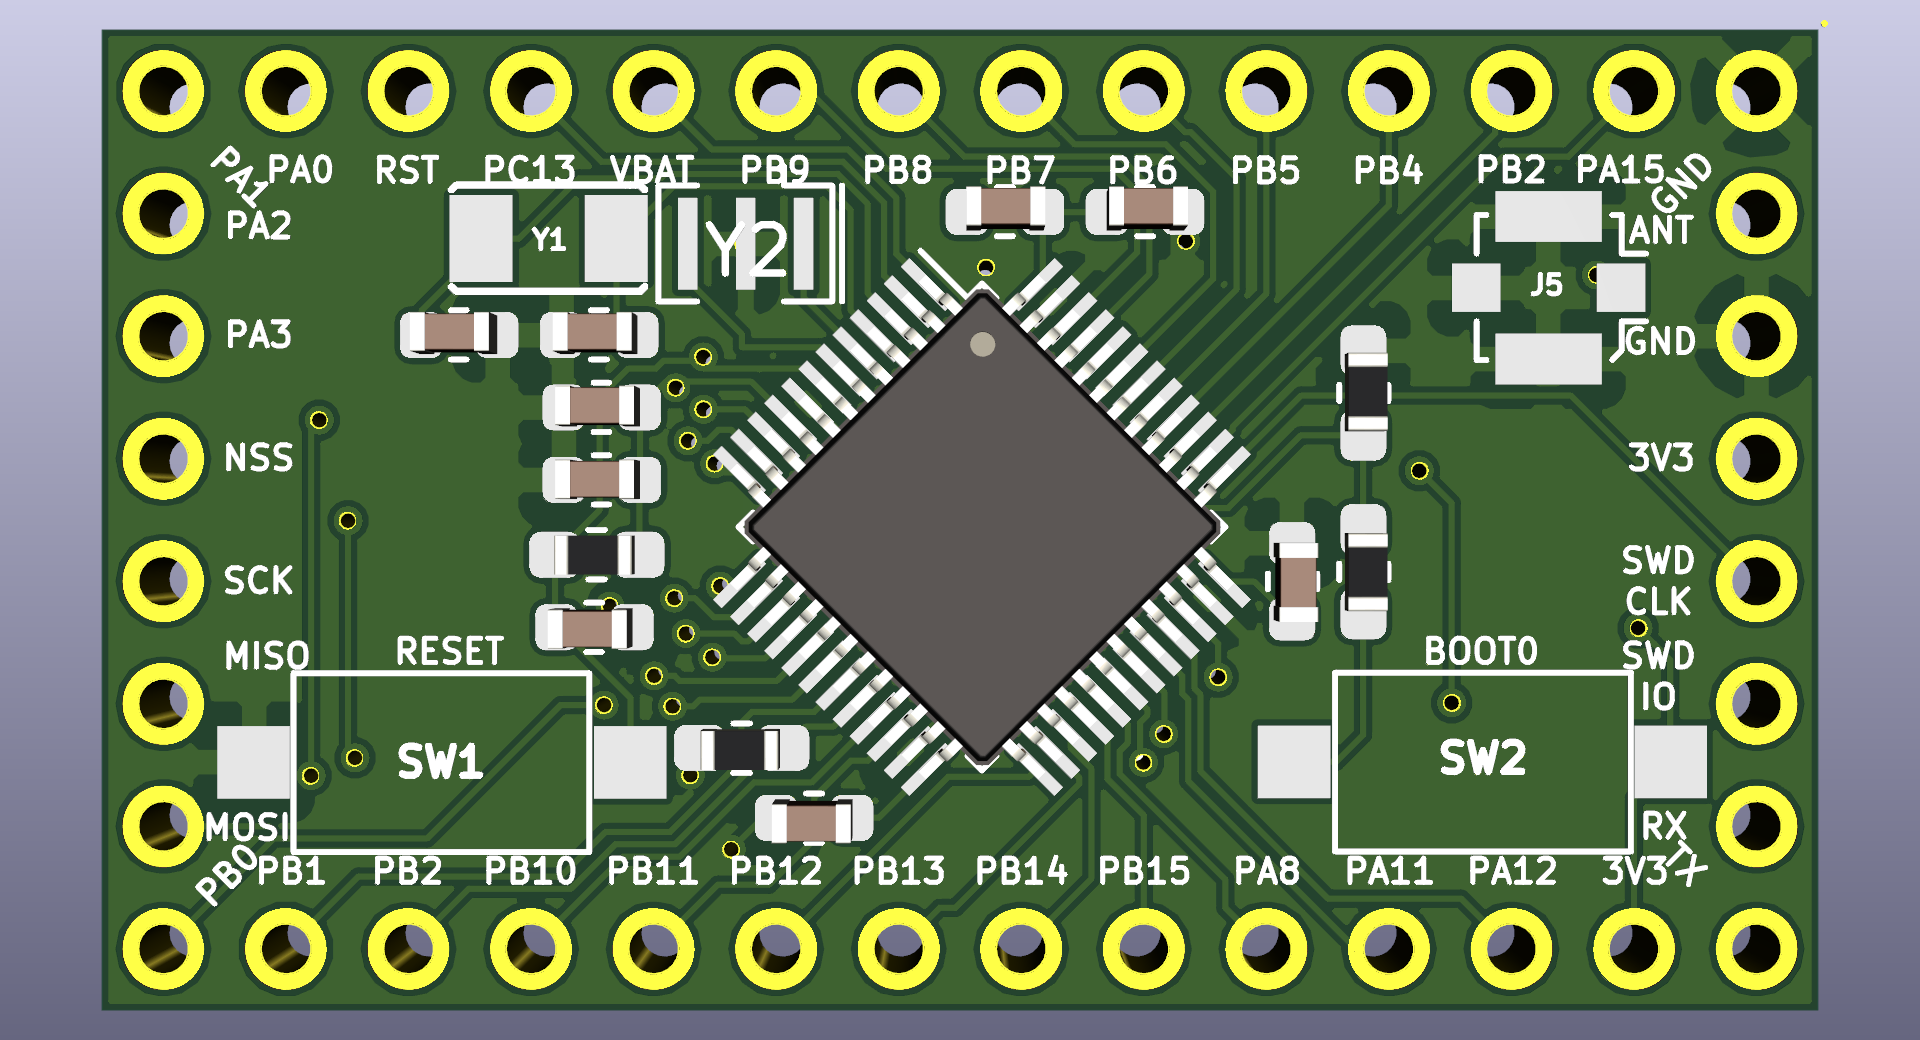 PA1 PA0 RST PC13 VBAT PB9 PB8 PB7 PB6 PB5 PB4 PB2 PA15 GND
PA2 Y1 Y2 ANT
J5
PA3 GND
NSS 3V3
SCK SWD
CLK
MISO RESET BOOT0 SWD
IO
SW1 SW2
MOSI RX
PB0 PB1 PB2 PB10 PB11 PB12 PB13 PB14 PB15 PA8 PA11 PA12 3V3 TX